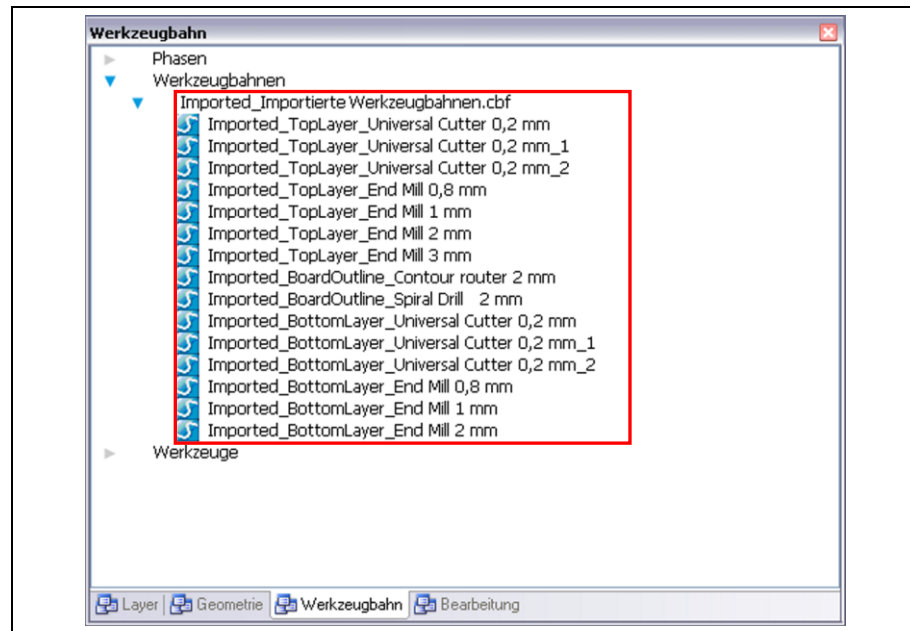 Werkzeugbahn
Phasen
Werkzeugbahnen
Imported_Importierte Werkzeugbahnen.cbf
Imported_TopLayer_Universal Cutter 0,2 mm
Imported_TopLayer_Universal Cutter 0,2 mm_1
Imported_TopLayer_Universal Cutter 0,2 mm_2
Imported_TopLayer_End Mill 0,8 mm
Imported_TopLayer_End Mill 1 mm
Imported_TopLayer_End Mill 2 mm
Imported_TopLayer_End Mill 3 mm
Imported_BoardOutline_Contour router 2 mm
Imported_BoardOutline_Spiral Drill   2 mm
Imported_BottomLayer_Universal Cutter 0,2 mm
Imported_BottomLayer_Universal Cutter 0,2 mm_1
Imported_BottomLayer_Universal Cutter 0,2 mm_2
Imported_BottomLayer_End Mill 0,8 mm
Imported_BottomLayer_End Mill 1 mm
Imported_BottomLayer_End Mill 2 mm
Werkzeuge
Layer Geometrie Werkzeugbahn Bearbeitung